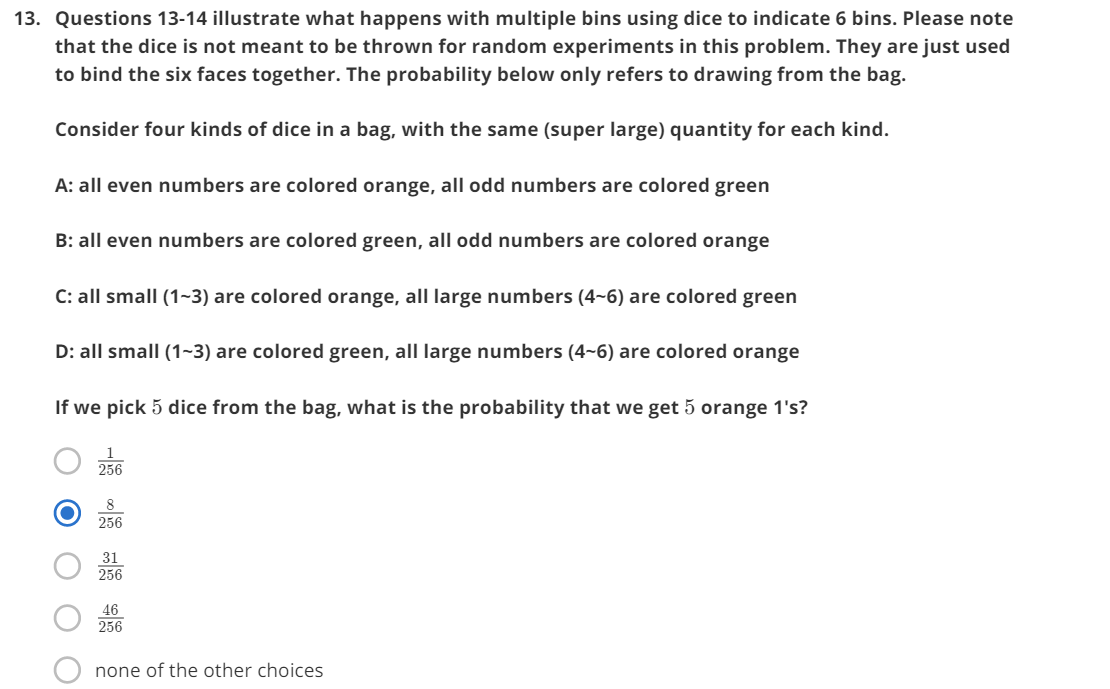 13. Questions 13-14 illustrate what happens with multiple bins using dice to indicate 6 bins. Please note
that the dice is not meant to be thrown for random experiments in this problem. They are just used
to bind the six faces together. The probability below only refers to drawing from the bag.
Consider four kinds of dice in a bag, with the same (super large) quantity for each kind.
A: all even numbers are colored orange, all odd numbers are colored green
B: all even numbers are colored green, all odd numbers are colored orange
C: all small (1~3) are colored orange, all large numbers (4~6) are colored green
D: all small (1~3) are colored green, all large numbers (4~6) are colored orange
If we pick 5 dice from the bag, what is the probability that we get 5 orange 1's?
1
256
8
256
31
256
46
256
none of the other choices